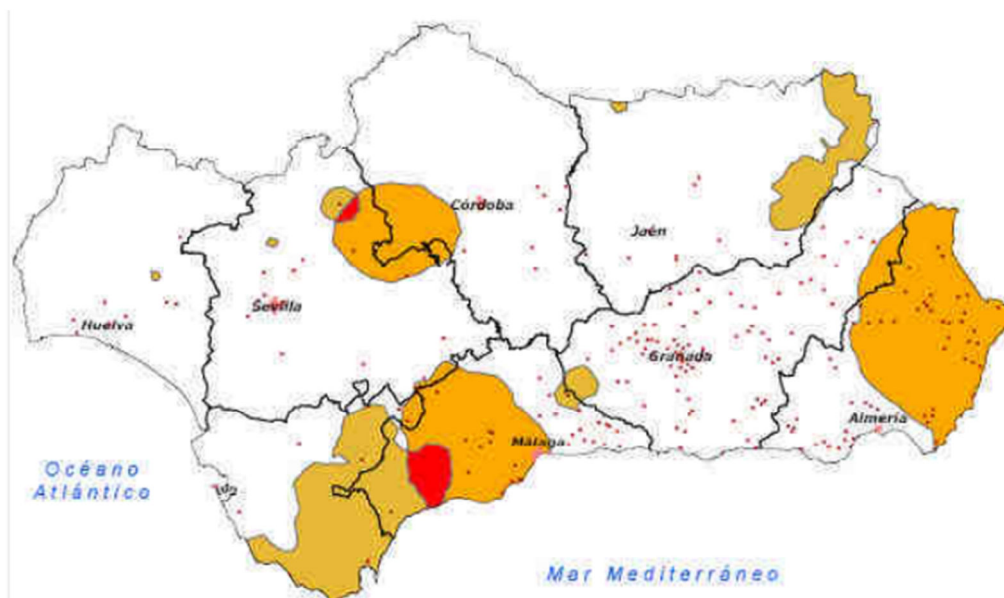 Córdoba
Jaén
Sevilla
Huelva
Granada
Almería
Málaga
Océano
Atlántico
Mar Mediterráneo